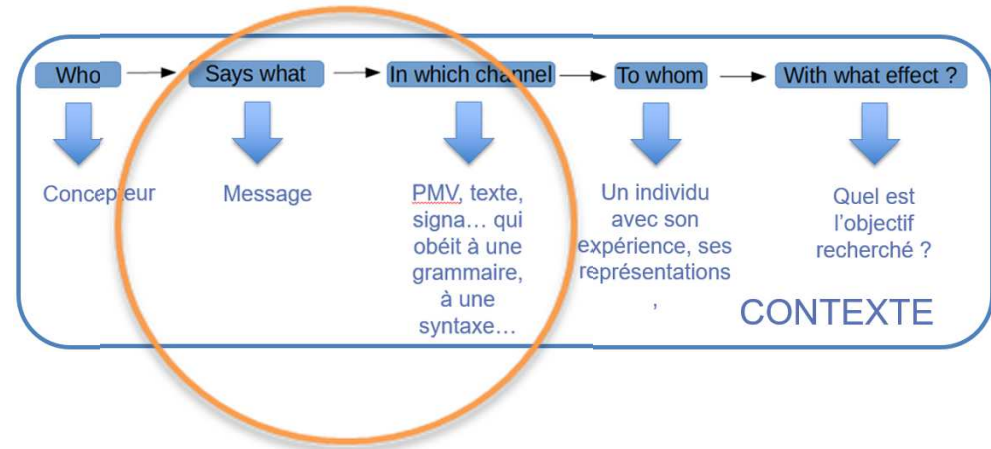 Who
Says what
In which channel
To whom
With what effect ?
Concepteur
Message
PMV, texte,
signa… qui
obéit à une
grammaire,
à une
syntaxe…
Un individu
avec son
expérience, ses
représentations
,
Quel est
l’objectif
recherché ?
CONTEXTE